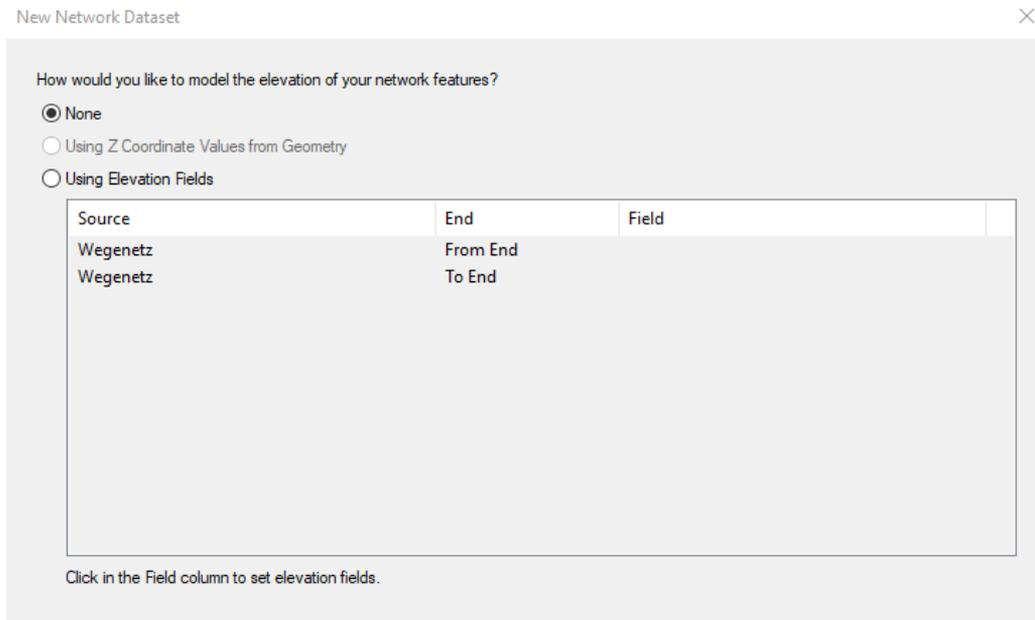 New Network Dataset
How would you like to model the elevation of your network features?
None
Using Z Coordinate Values from Geometry
Using Elevation Fields
Source End Field
Wegenetz From End
Wegenetz To End
Click in the Field column to set elevation fields.